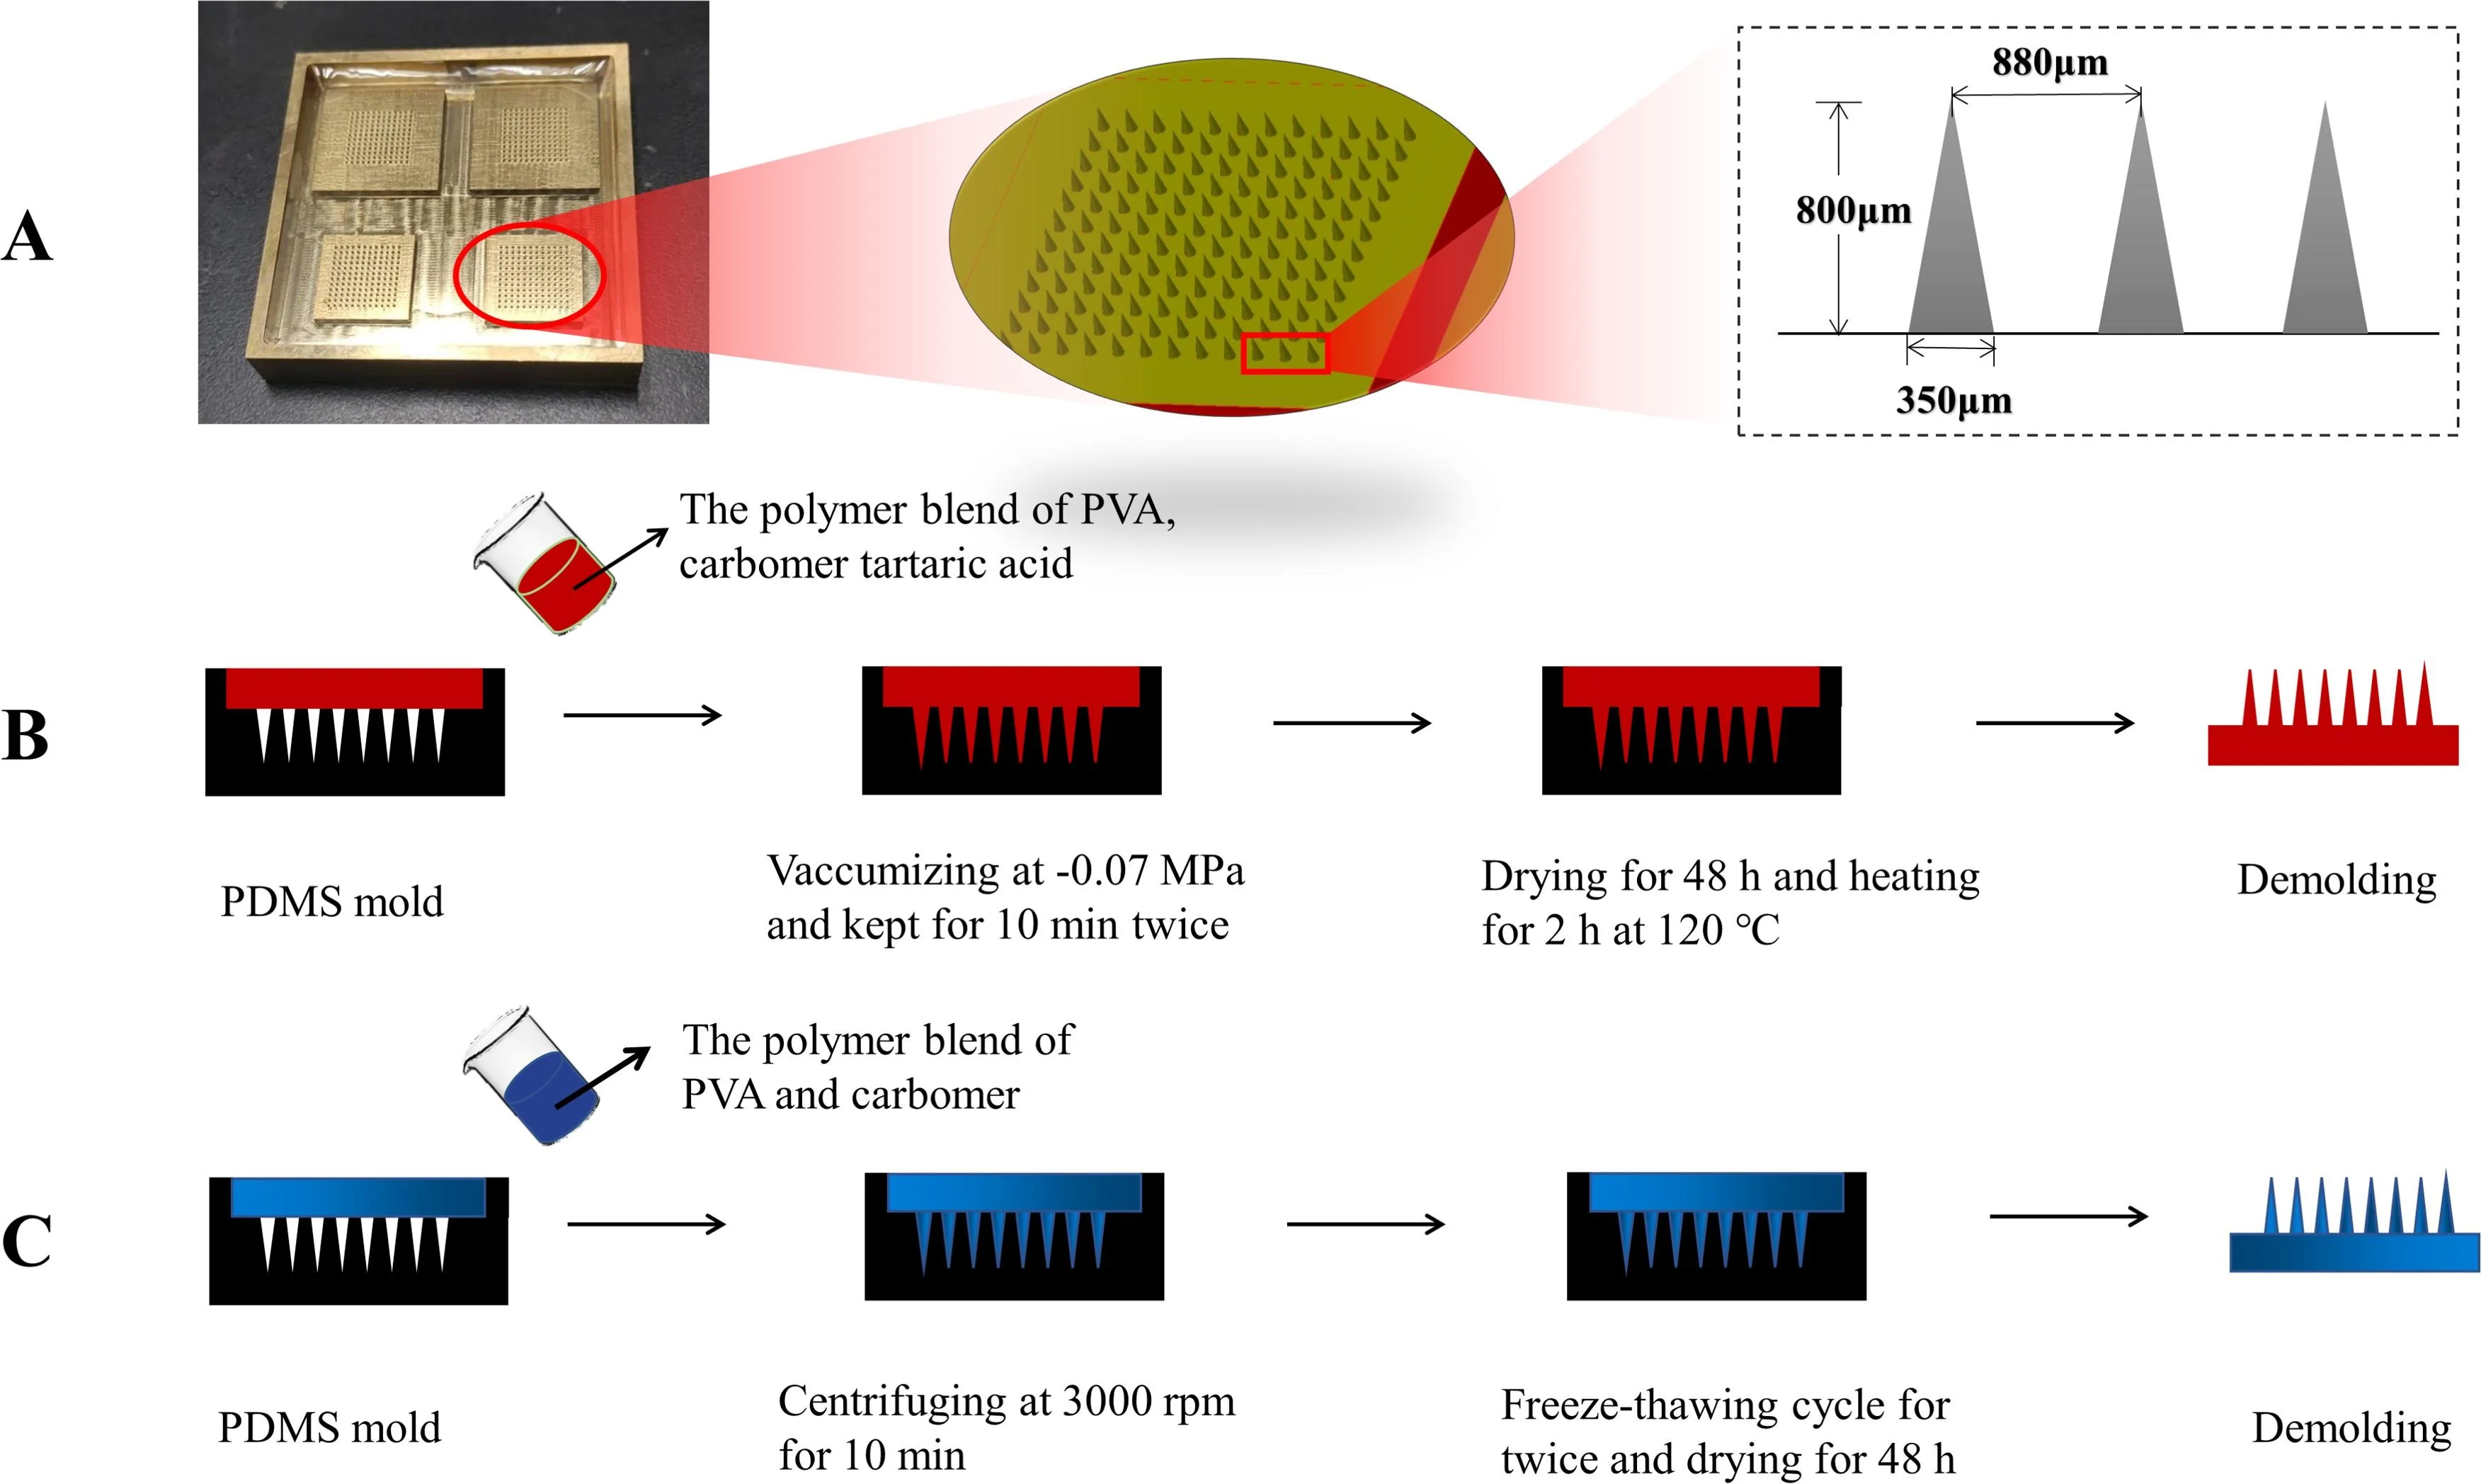 A
880μm
800μm
350μm
The polymer blend of PVA,
carbomer tartaric acid
B
PDMS mold
Vaccumizing at -0.07 MPa
and kept for 10 min twice
Drying for 48 h and heating
for 2 h at 120 ℃
Demolding
The polymer blend of
PVA and carbomer
C
PDMS mold
Centrifuging at 3000 rpm
for 10 min
Freeze-thawing cycle for
twice and drying for 48 h
Demolding